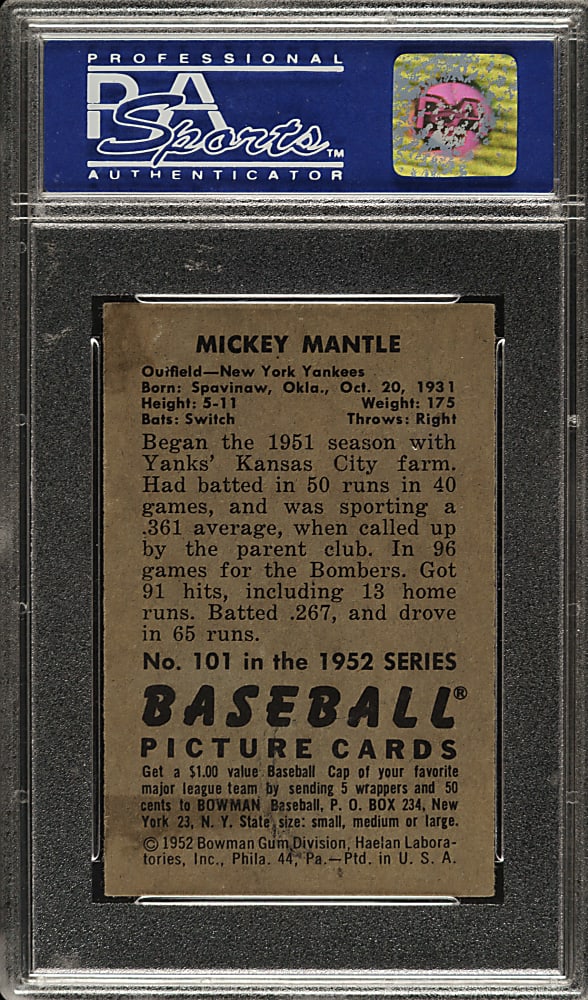 PROFESSIONAL
PSA
Sports™
AUTHENTICATOR
PSA
MICKEY MANTLE
Outfield—New York Yankees
Born: Spavinaw, Okla., Oct. 20, 1931
Height: 5-11 Weight: 175
Bats: Switch Throws: Right
Began the 1951 season with
Yanks' Kansas City farm.
Had batted in 50 runs in 40
games, and was sporting a
.361 average, when called up
by the parent club. In 96
games for the Bombers. Got
91 hits, including 13 home
runs. Batted .267, and drove
in 65 runs.
No. 101 in the 1952 SERIES
BASEBALL®
PICTURE CARDS
Get a $1.00 value Baseball Cap of your favorite
major league team by sending 5 wrappers and 50
cents to BOWMAN Baseball, P. O. BOX 234, New
York 23, N. Y. State size: small, medium or large.
© 1952 Bowman Gum Division, Haelan Labora-
tories, Inc., Phila. 44, Pa.—Ptd. in U. S. A.